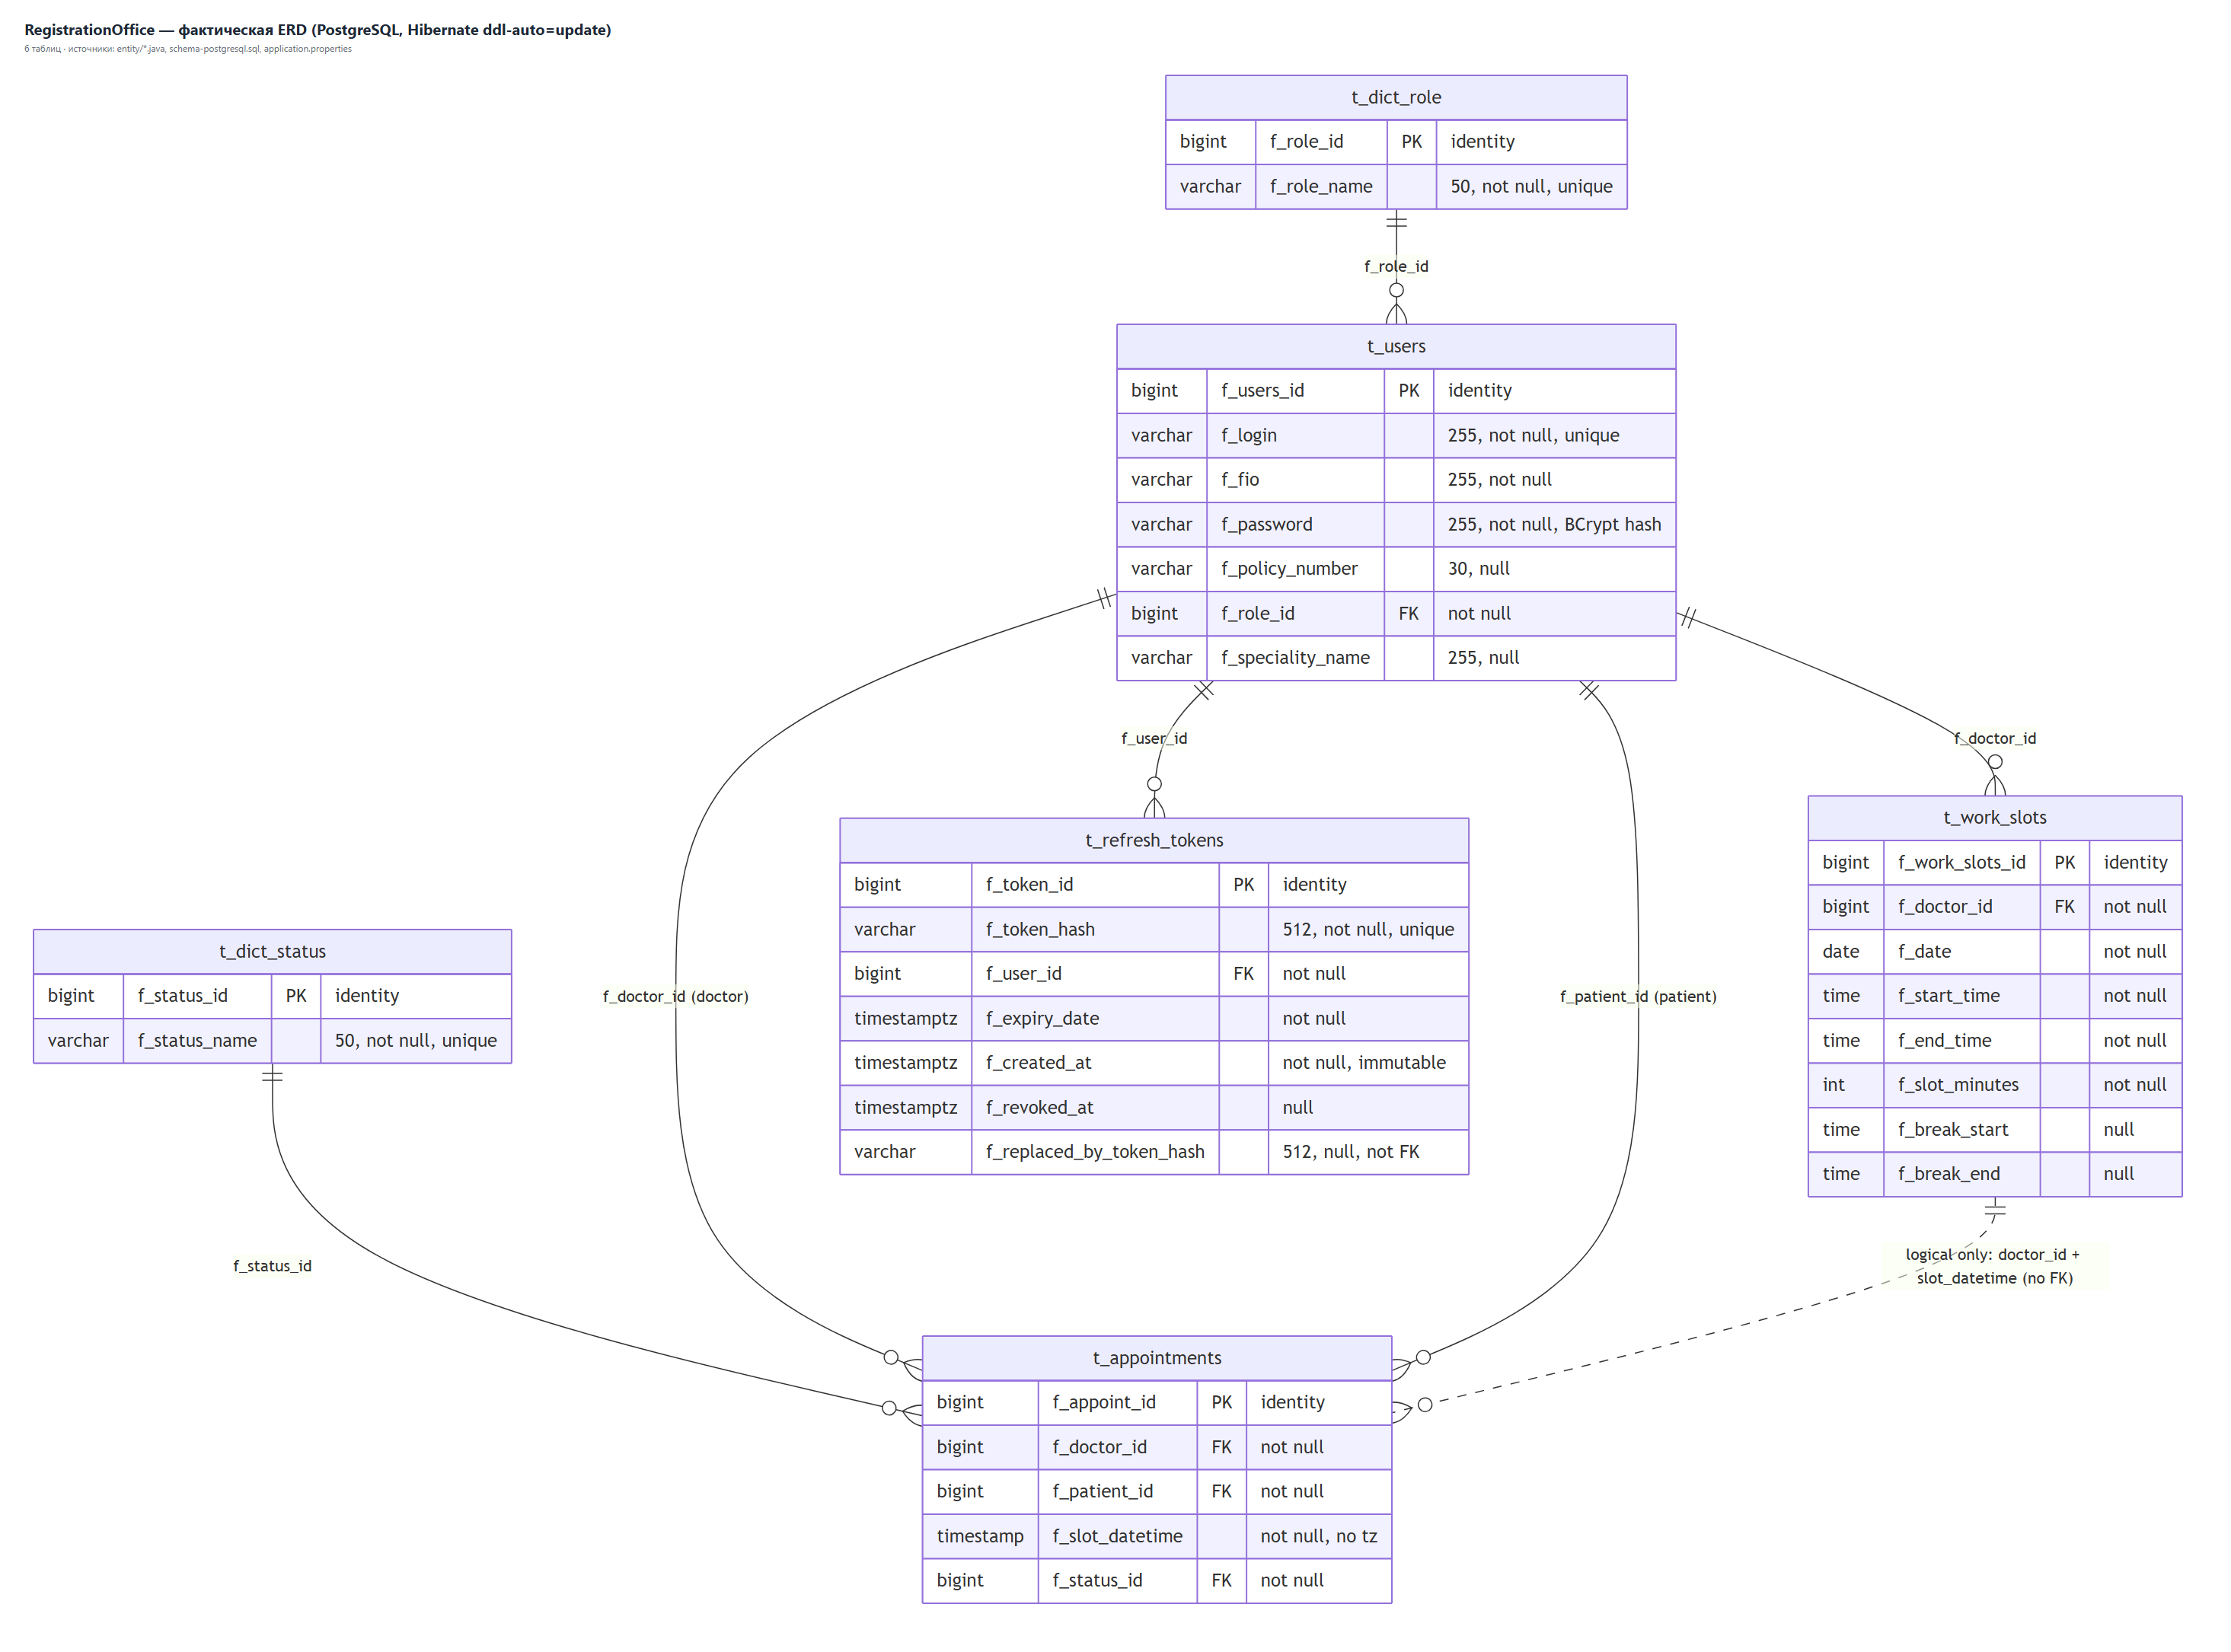 RegistrationOffice — фактическая ERD (PostgreSQL, Hibernate ddl-auto=update)
6 таблиц · источники: entity/*.java, schema-postgresql.sql, application.properties
t_dict_role
bigint f_role_id PK identity
varchar f_role_name 50, not null, unique
f_role_id
t_users
bigint f_users_id PK identity
varchar f_login 255, not null, unique
varchar f_fio 255, not null
varchar f_password 255, not null, BCrypt hash
varchar f_policy_number 30, null
bigint f_role_id FK not null
varchar f_speciality_name 255, null
f_user_id
f_doctor_id
t_refresh_tokens
bigint f_token_id PK identity
varchar f_token_hash 512, not null, unique
bigint f_user_id FK not null
timestamptz f_expiry_date not null
timestamptz f_created_at not null, immutable
timestamptz f_revoked_at null
varchar f_replaced_by_token_hash 512, null, not FK
t_work_slots
bigint f_work_slots_id PK identity
bigint f_doctor_id FK not null
date f_date not null
time f_start_time not null
time f_end_time not null
int f_slot_minutes not null
time f_break_start null
time f_break_end null
t_dict_status
bigint f_status_id PK identity
varchar f_status_name 50, not null, unique
f_doctor_id (doctor)
f_patient_id (patient)
f_status_id
logical only: doctor_id +
slot_datetime (no FK)
t_appointments
bigint f_appoint_id PK identity
bigint f_doctor_id FK not null
bigint f_patient_id FK not null
timestamp f_slot_datetime not null, no tz
bigint f_status_id FK not null